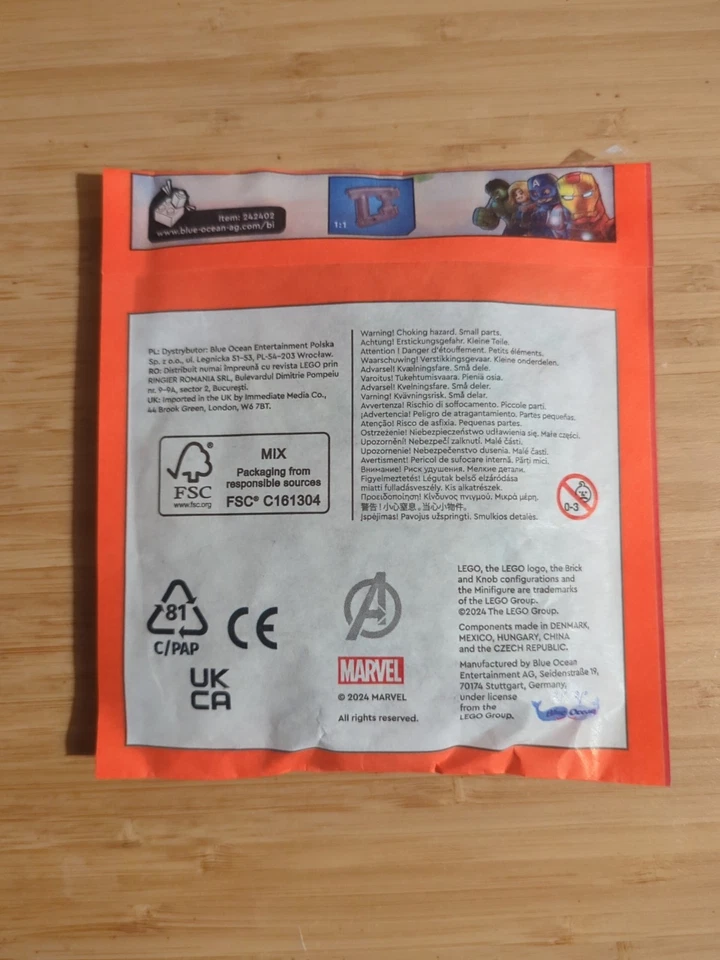 Item: 242402
www.blue-ocean-ag.com/bi
1:1
A
PL: Dystrybutor: Blue Ocean Entertainment Polska
Sp. z o.o., ul. Legnicka 51-53, PL-54-203 Wrocław.
RO: Distribuit numai împreună cu revista LEGO prin
RINGIER ROMANIA SRL, Bulevardul Dimitrie Pompeiu
nr. 9-9A, sector 2, București.
UK: Imported in the UK by Immediate Media Co.,
44 Brook Green, London, W6 7BT.
FSC®
www.fsc.org
MIX
Packaging from
responsible sources
FSC® C161304
Warning! Choking hazard. Small parts.
Achtung! Erstickungsgefahr. Kleine Teile.
Attention ! Danger d'étouffement. Petits éléments.
Waarschuwing! Verstikkingsgevaar. Kleine onderdelen.
Advarsel! Kvælningsfare. Små dele.
Varoitus! Tukehtumisvaara. Pieniä osia.
Advarsel! Kvelningsfare. Små deler.
Varning! Kvävningsrisk. Små delar.
Avvertenza! Rischio di soffocamento. Piccole parti.
¡Advertencia! Peligro de atragantamiento. Partes pequeñas.
Atenção! Risco de asfixia. Pequenas partes.
Ostrzeżenie! Niebezpieczeństwo udławienia się. Małe części.
Upozornění! Nebezpečí zalknutí. Malé části.
Upozornenie! Nebezpečenstvo dusenia. Malé časti.
Avertisment! Pericol de sufocare internă. Părți mici.
Внимание! Риск удушения. Мелкие детали.
Figyelmeztetés! Légutak belső elzáródása
miatti fulladásveszély. Kis alkatrészek.
Προειδοποίηση! Κίνδυνος πνιγμού. Μικρά μέρη.
警告！小心窒息。当心小物件。
Įspėjimas! Pavojus užspringti. Smulkios detalės.
0-3
81
C/PAP
CE
UK
CA
A
MARVEL
© 2024 MARVEL
All rights reserved.
LEGO, the LEGO logo, the Brick
and Knob configurations and
the Minifigure are trademarks
of the LEGO Group.
©2024 The LEGO Group.
Components made in DENMARK,
MEXICO, HUNGARY, CHINA
and the CZECH REPUBLIC.
Manufactured by Blue Ocean
Entertainment AG, Seidenstraße 19,
70174 Stuttgart, Germany,
under license
from the
LEGO Group.
Blue Ocean